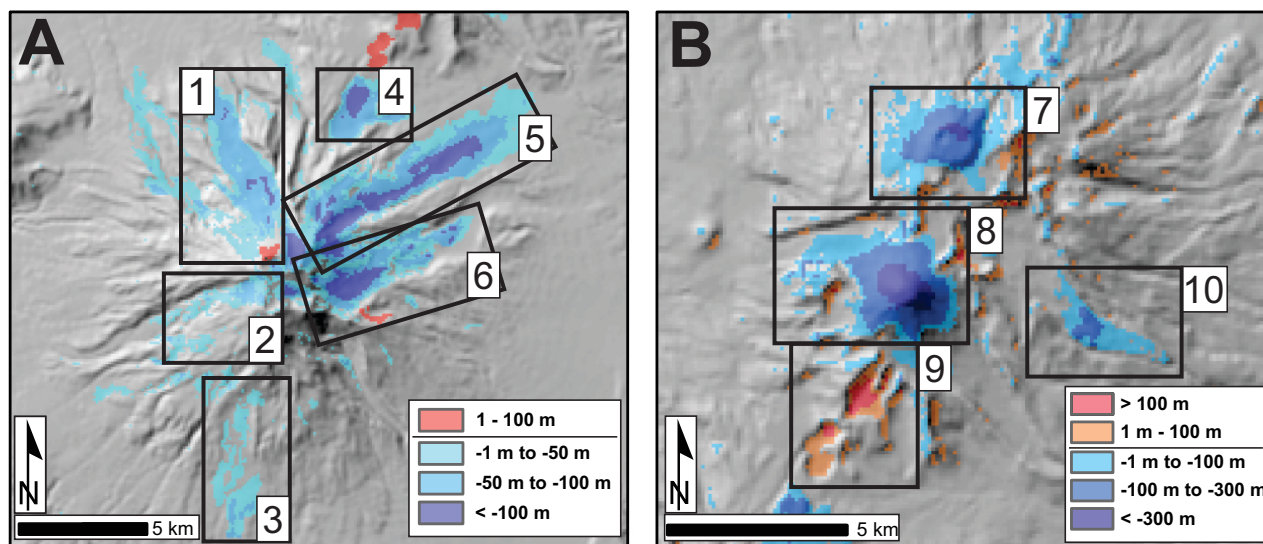 A
1
4
5
6
2
3
1 - 100 m
-1 m to -50 m
-50 m to -100 m
< -100 m
N
5 km
B
7
8
10
9
> 100 m
1 m - 100 m
-1 m to -100 m
-100 m to -300 m
< -300 m
N
5 km